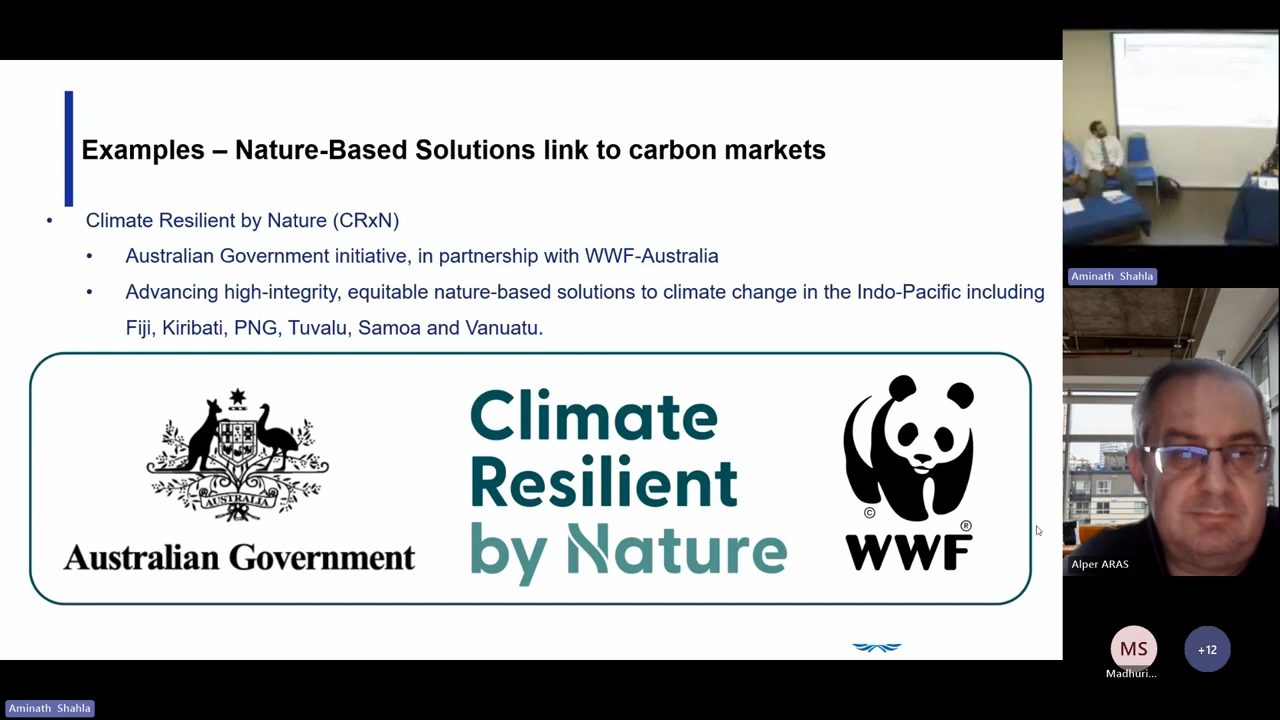 Examples – Nature-Based Solutions link to carbon markets
• Climate Resilient by Nature (CRxN)
• Australian Government initiative, in partnership with WWF-Australia
• Advancing high-integrity, equitable nature-based solutions to climate change in the Indo-Pacific including
Fiji, Kiribati, PNG, Tuvalu, Samoa and Vanuatu.
AUSTRALIA
Australian Government
Climate
Resilient
by Nature
©
®
WWF
Aminath Shahla
Alper ARAS
MS
Madhuri...
+12
Aminath Shahla